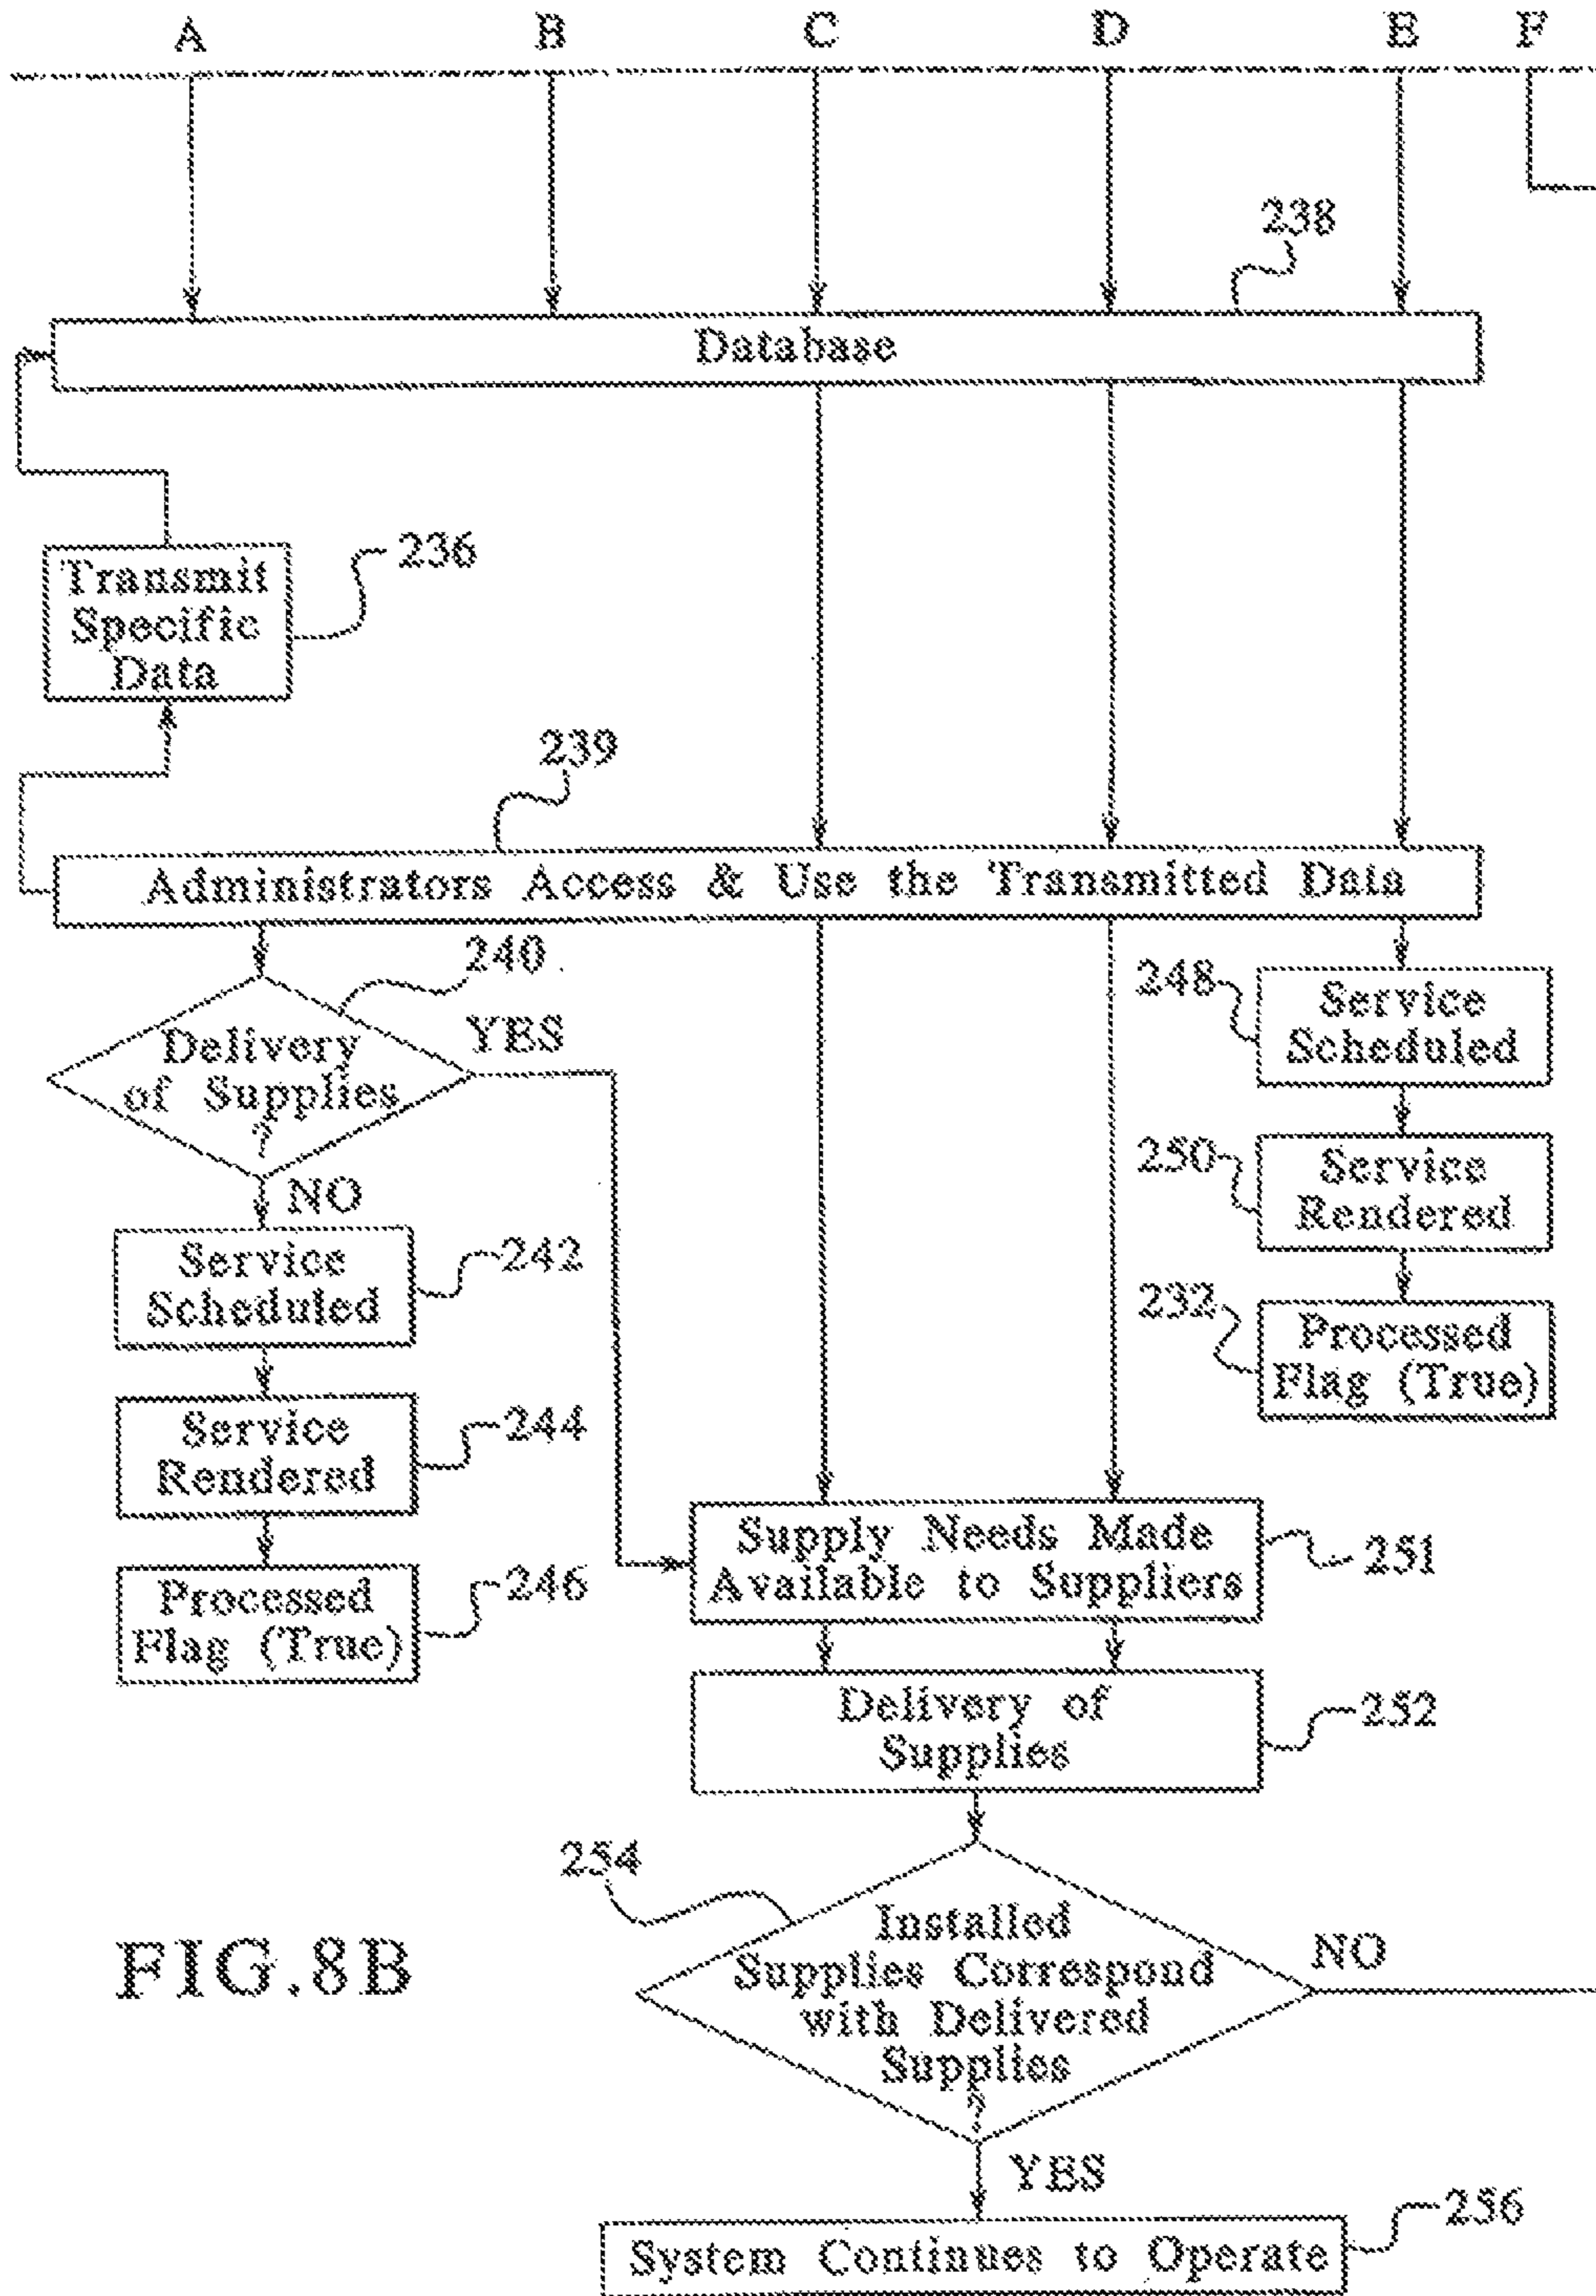 A B C D E F
238
Database
236
Transmit
Specific
Data
239
Administrators Access & Use the Transmitted Data
240
Delivery
of Supplies
?
YES
NO
248
Service
Scheduled
250
Service
Rendered
232
Processed
Flag (True)
Service
Scheduled
242
Service
Rendered
244
Processed
Flag (True)
246
Supply Needs Made
Available to Suppliers
251
Delivery of
Supplies
252
254
Installed
Supplies Correspond
with Delivered
Supplies
?
NO
YES
FIG.8B
System Continues to Operate
256